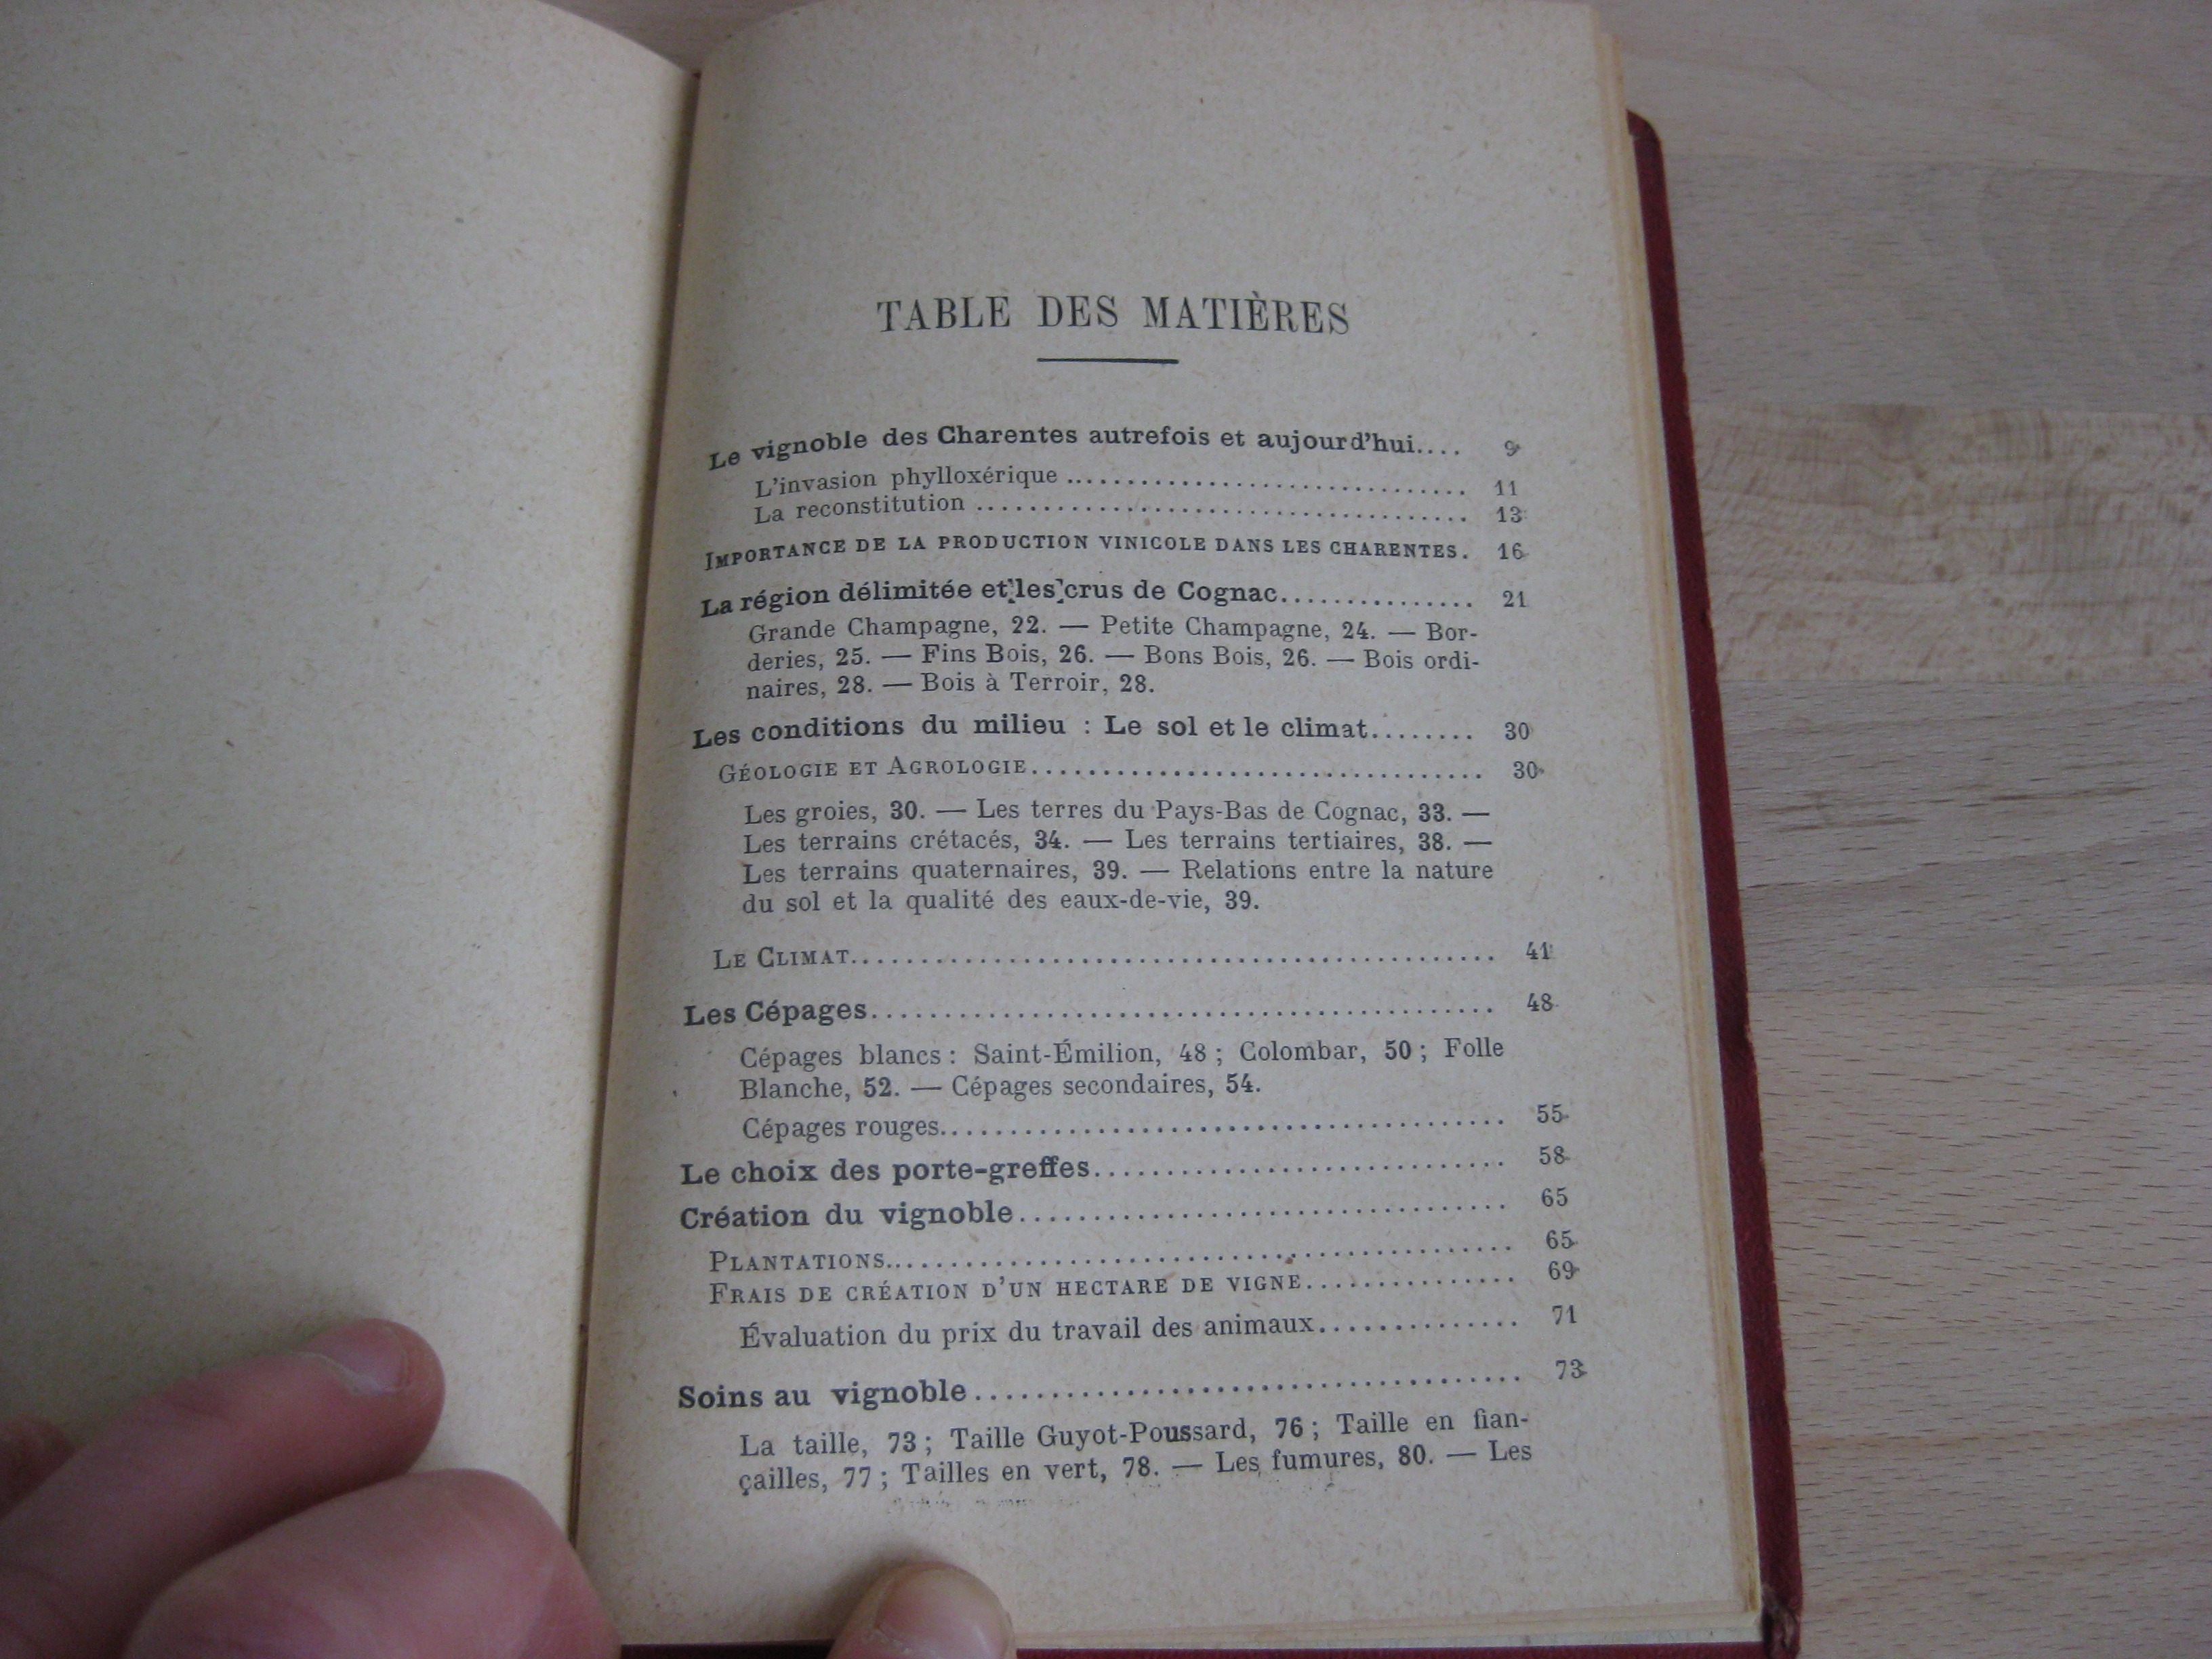 TABLE DES MATIÈRES
Le vignoble des Charentes autrefois et aujourd'hui.... 9
L'invasion phylloxérique .............................. 11
La reconstitution ..................................... 13
IMPORTANCE DE LA PRODUCTION VINICOLE DANS LES CHARENTES. 16
La région délimitée et les crus de Cognac............... 21
Grande Champagne, 22. — Petite Champagne, 24. — Bor-
deries, 25. — Fins Bois, 26. — Bons Bois, 26. — Bois ordi-
naires, 28. — Bois à Terroir, 28.
Les conditions du milieu : Le sol et le climat........ 30
GÉOLOGIE ET AGROLOGIE................................. 30
Les groies, 30. — Les terres du Pays-Bas de Cognac, 33. —
Les terrains crétacés, 34. — Les terrains tertiaires, 38. —
Les terrains quaternaires, 39. — Relations entre la nature
du sol et la qualité des eaux-de-vie, 39.
LE CLIMAT............................................... 41
Les Cépages............................................. 48
Cépages blancs : Saint-Émilion, 48 ; Colombar, 50 ; Folle
Blanche, 52. — Cépages secondaires, 54.
Cépages rouges.......................................... 55
Le choix des porte-greffes.............................. 58
Création du vignoble.................................... 65
PLANTATIONS............................................. 65
FRAIS DE CRÉATION D'UN HECTARE DE VIGNE................ 69
Évaluation du prix du travail des animaux.............. 71
Soins au vignoble....................................... 73
La taille, 73 ; Taille Guyot-Poussard, 76 ; Taille en fian-
çailles, 77 ; Tailles en vert, 78. — Les fumures, 80. — Les